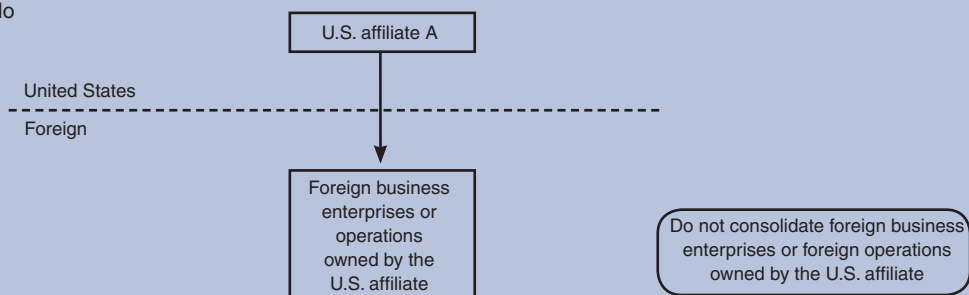 lo
U.S. affiliate A
United States
Foreign
Foreign business
enterprises or
operations
owned by the
U.S. affiliate
Do not consolidate foreign business
enterprises or foreign operations
owned by the U.S. affiliate